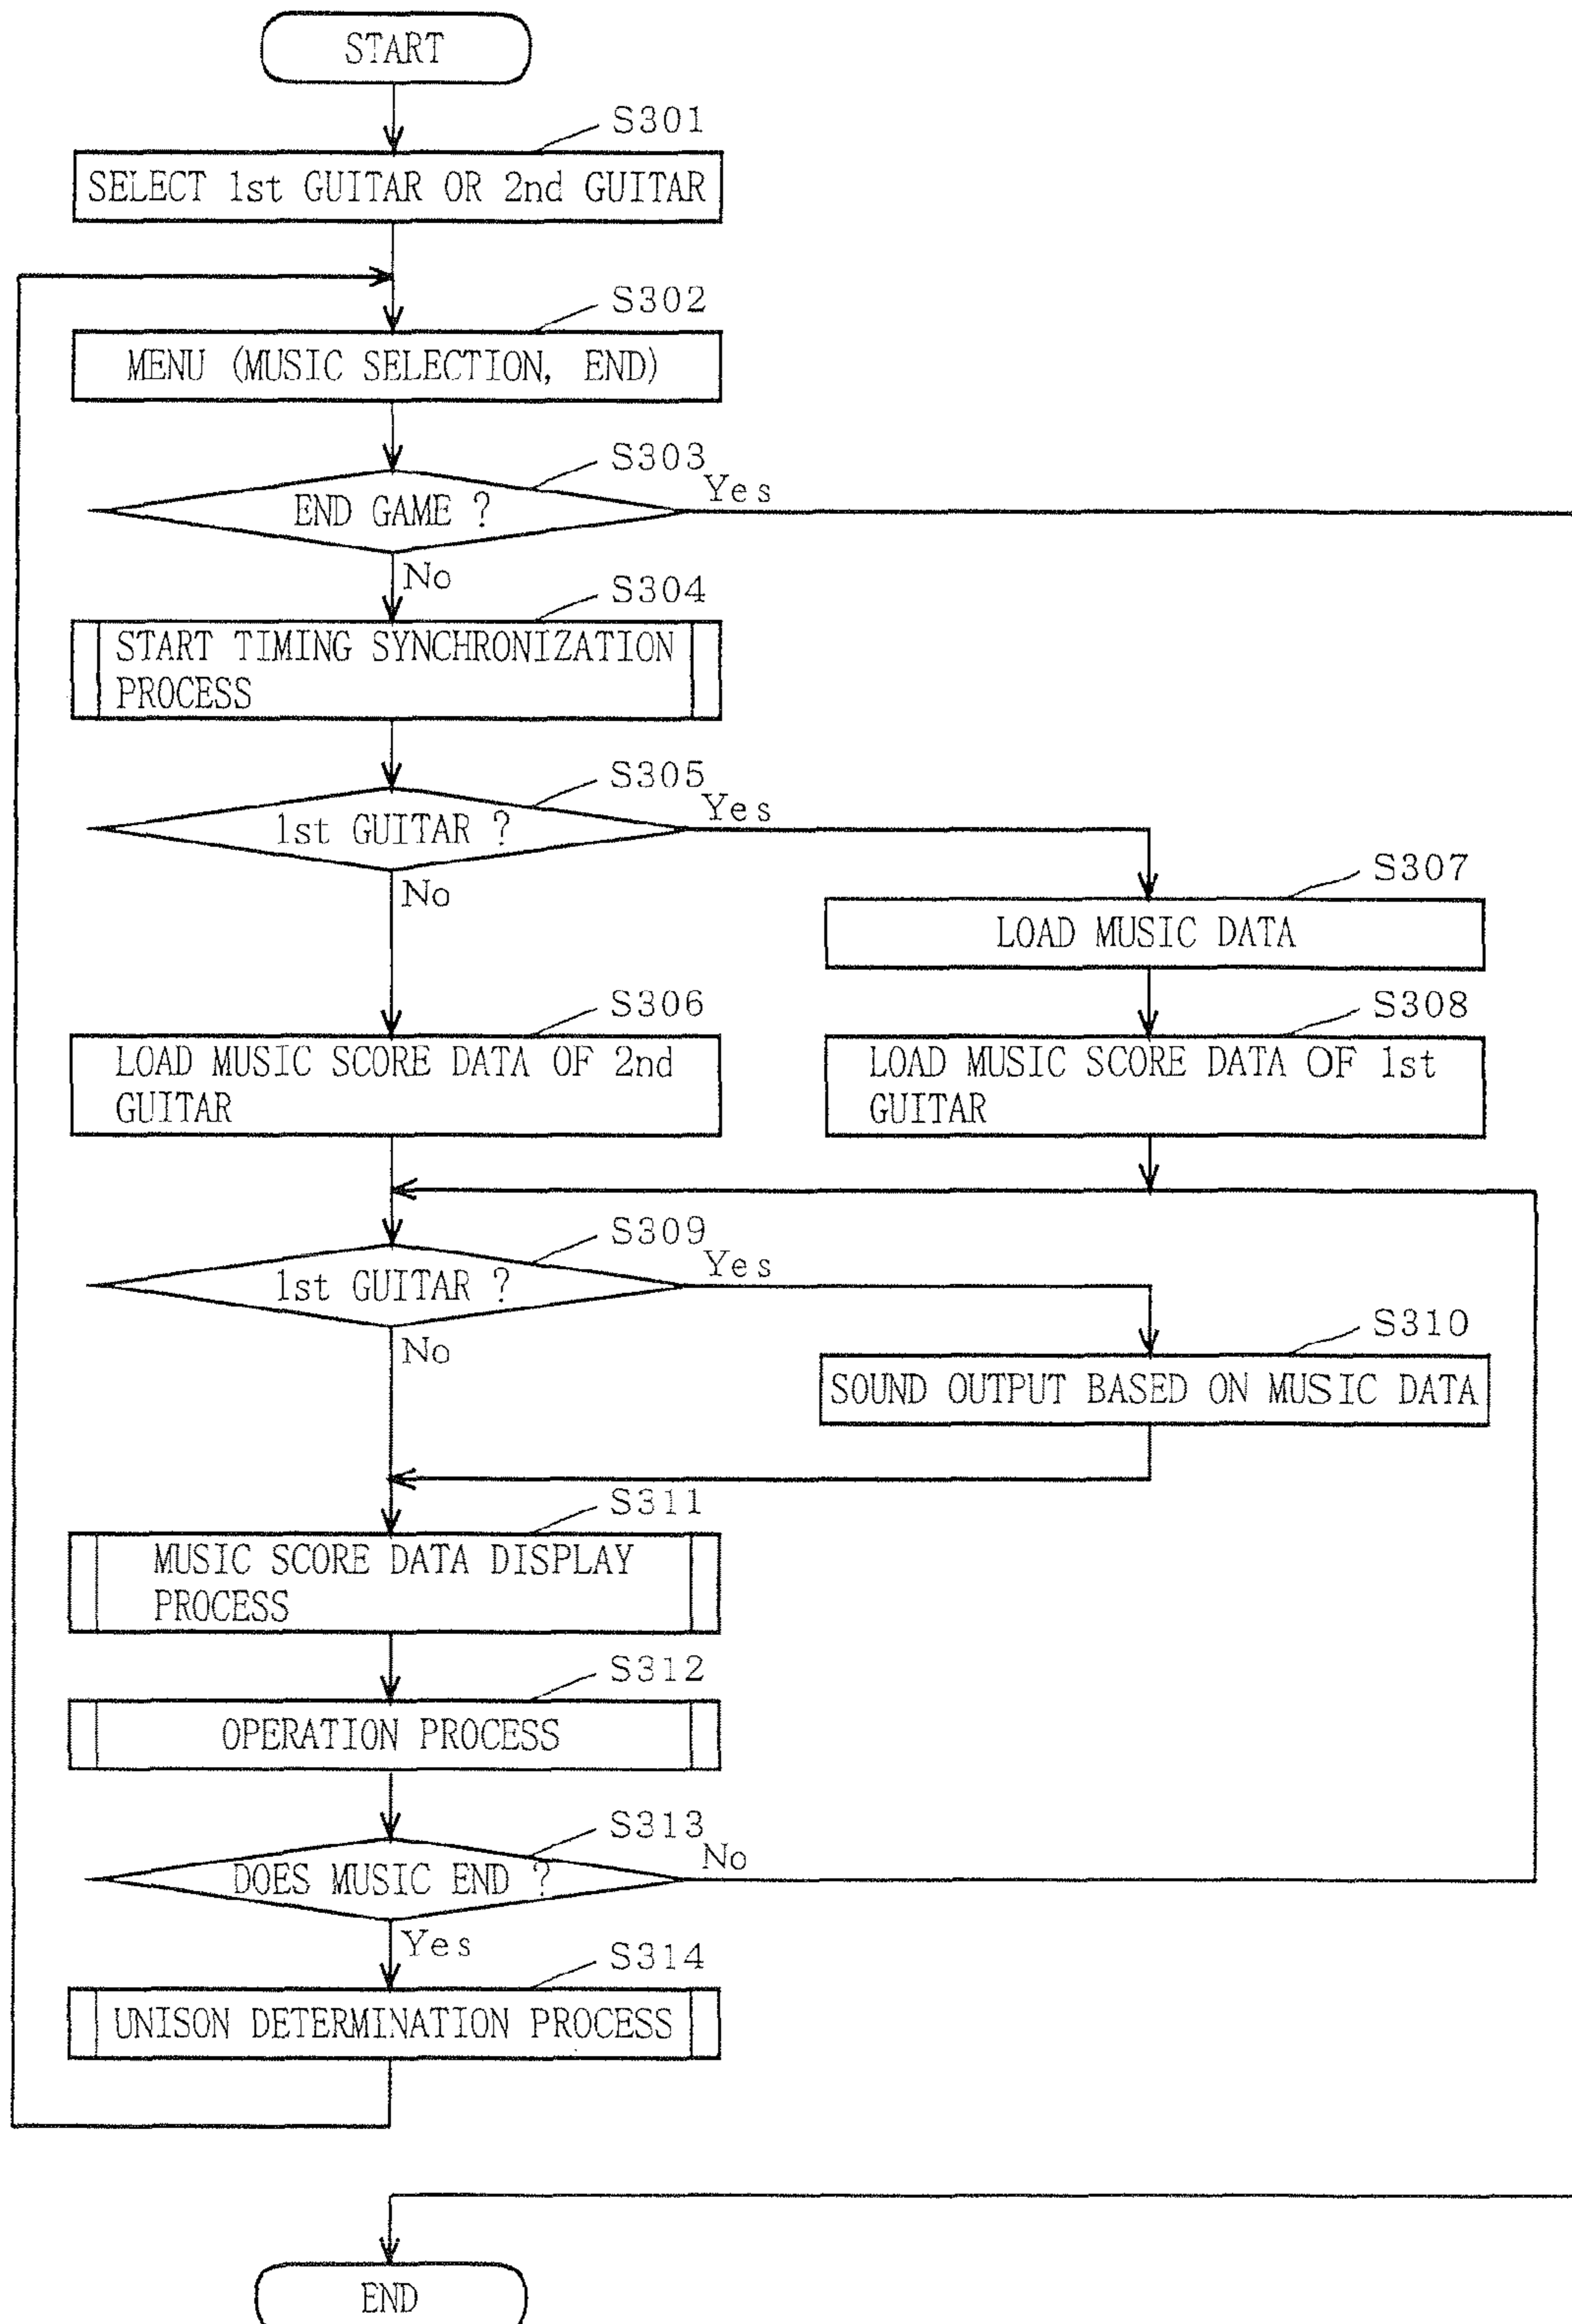 START
S301
SELECT 1st GUITAR OR 2nd GUITAR
S302
MENU (MUSIC SELECTION, END)
S303
END GAME ?
Yes
No
S304
START TIMING SYNCHRONIZATION
PROCESS
S305
1st GUITAR ?
Yes
No
S307
LOAD MUSIC DATA
S306
LOAD MUSIC SCORE DATA OF 2nd
GUITAR
S308
LOAD MUSIC SCORE DATA OF 1st
GUITAR
S309
1st GUITAR ?
Yes
No
S310
SOUND OUTPUT BASED ON MUSIC DATA
S311
MUSIC SCORE DATA DISPLAY
PROCESS
S312
OPERATION PROCESS
S313
DOES MUSIC END ?
No
Yes
S314
UNISON DETERMINATION PROCESS
END